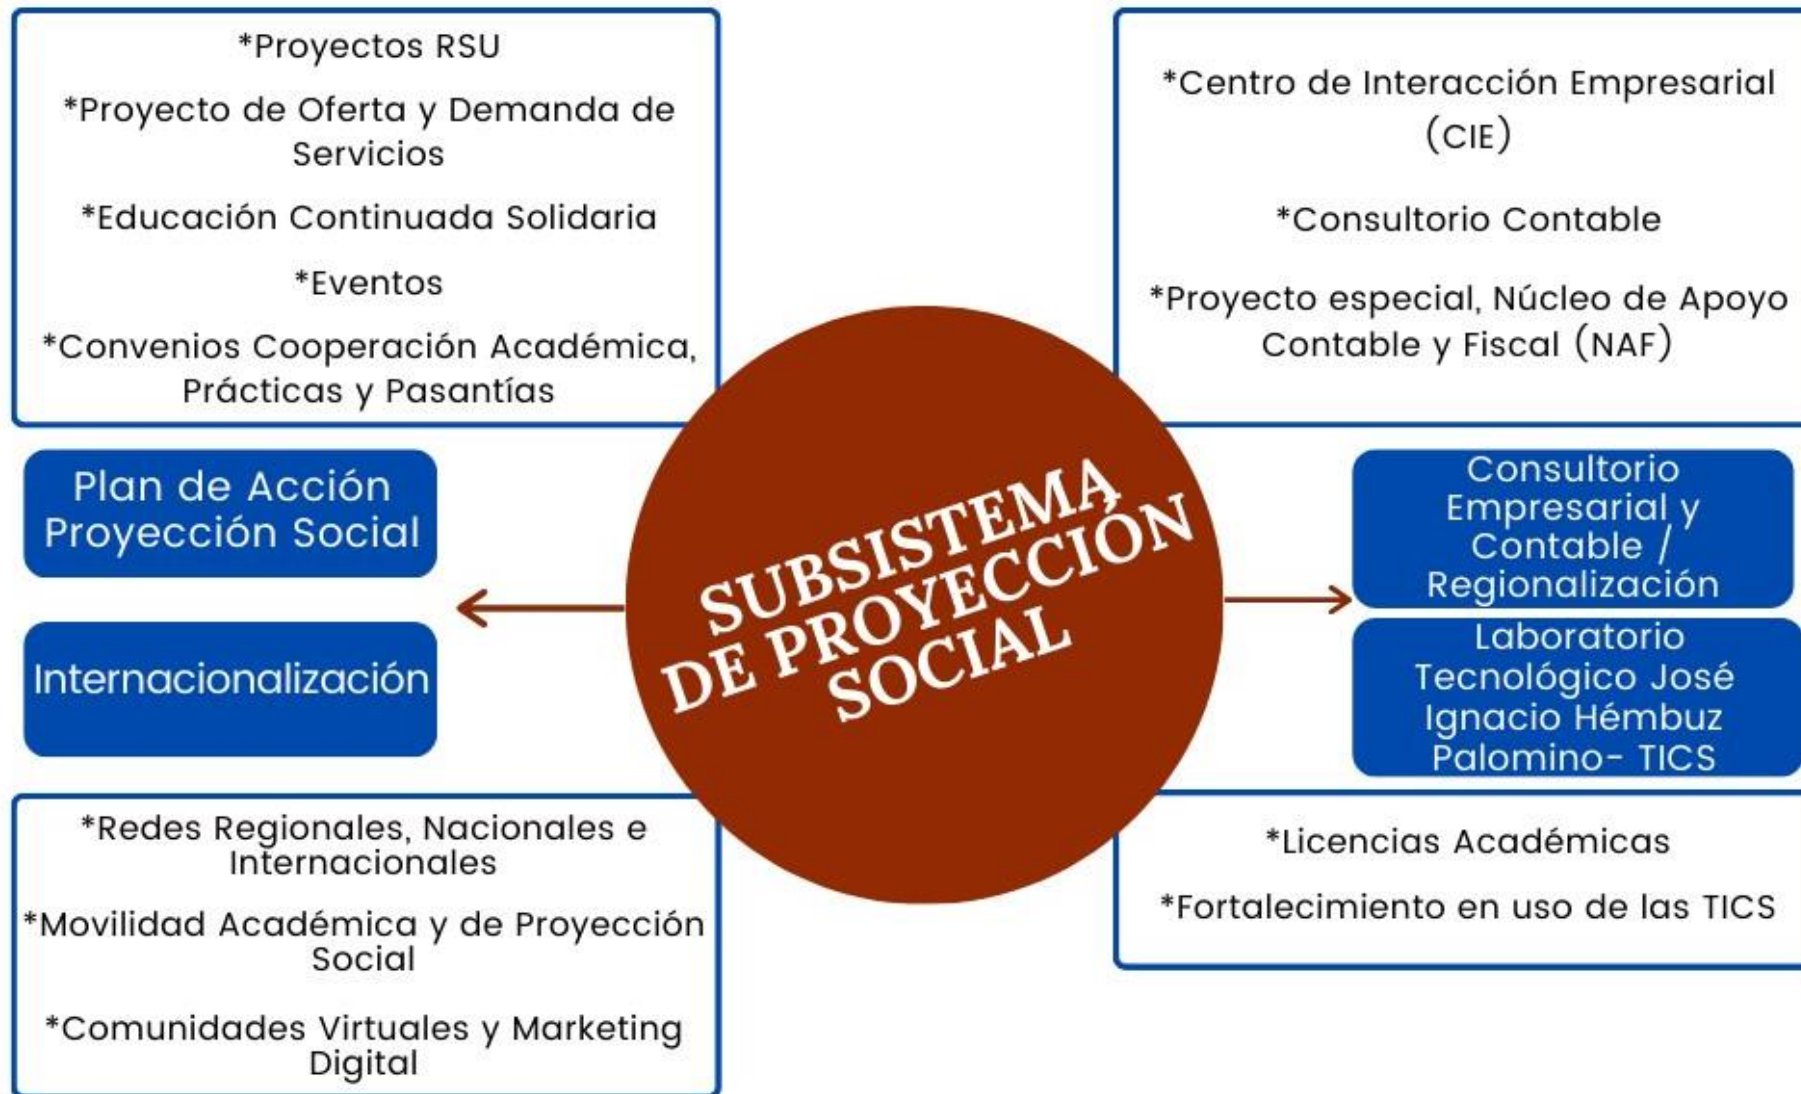 *Proyectos RSU
*Proyecto de Oferta y Demanda de
Servicios
*Educación Continuada Solidaria
*Eventos
*Convenios Cooperación Académica,
Prácticas y Pasantías
*Centro de Interacción Empresarial
(CIE)
*Consultorio Contable
*Proyecto especial, Núcleo de Apoyo
Contable y Fiscal (NAF)
Plan de Acción
Proyección Social
Internacionalización
SUBSISTEMA
DE PROYECCIÓN
SOCIAL
Consultorio
Empresarial y
Contable /
Regionalización
Laboratorio
Tecnológico José
Ignacio Hémbuz
Palomino- TICS
*Redes Regionales, Nacionales e
Internacionales
*Movilidad Académica y de Proyección
Social
*Comunidades Virtuales y Marketing
Digital
*Licencias Académicas
*Fortalecimiento en uso de las TICS